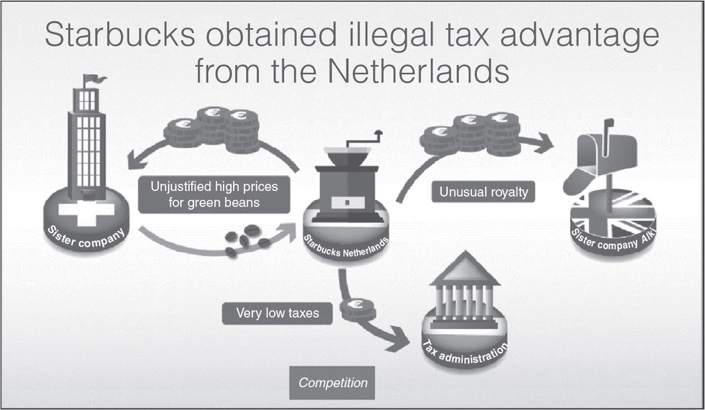 Starbucks obtained illegal tax advantage
from the Netherlands
€ € €
€ € €
Unjustified high prices
for green beans
Unusual royalty
Sister company
Starbucks Netherlands
Sister company Alki
Very low taxes
€
Tax administration
Competition